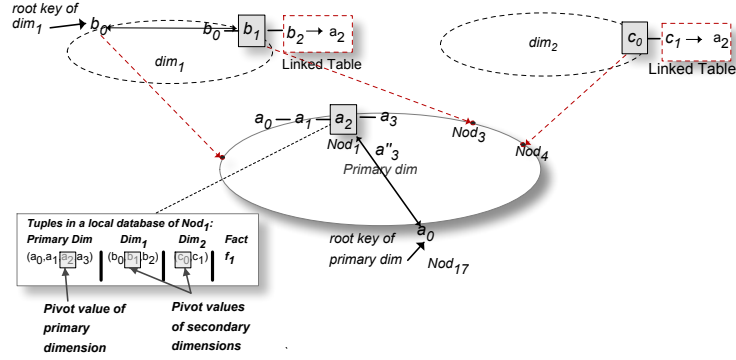 root key of
dim1
b0
b0
b1
b2 → a2
Linked Table
dim1
dim2
c0
c1 → a2
Linked Table
a0 — a1
a2
a3
Nod1
a"3
Primary dim
Nod3
Nod4
a0
root key of
primary dim
Nod17
Tuples in a local database of Nod1:
Primary Dim Dim1 Dim2 Fact
(a0,a1,a2,a3) | (b0,b1,b2) | (c0,c1) | f1
Pivot value of
primary
dimension
Pivot values
of secondary
dimensions